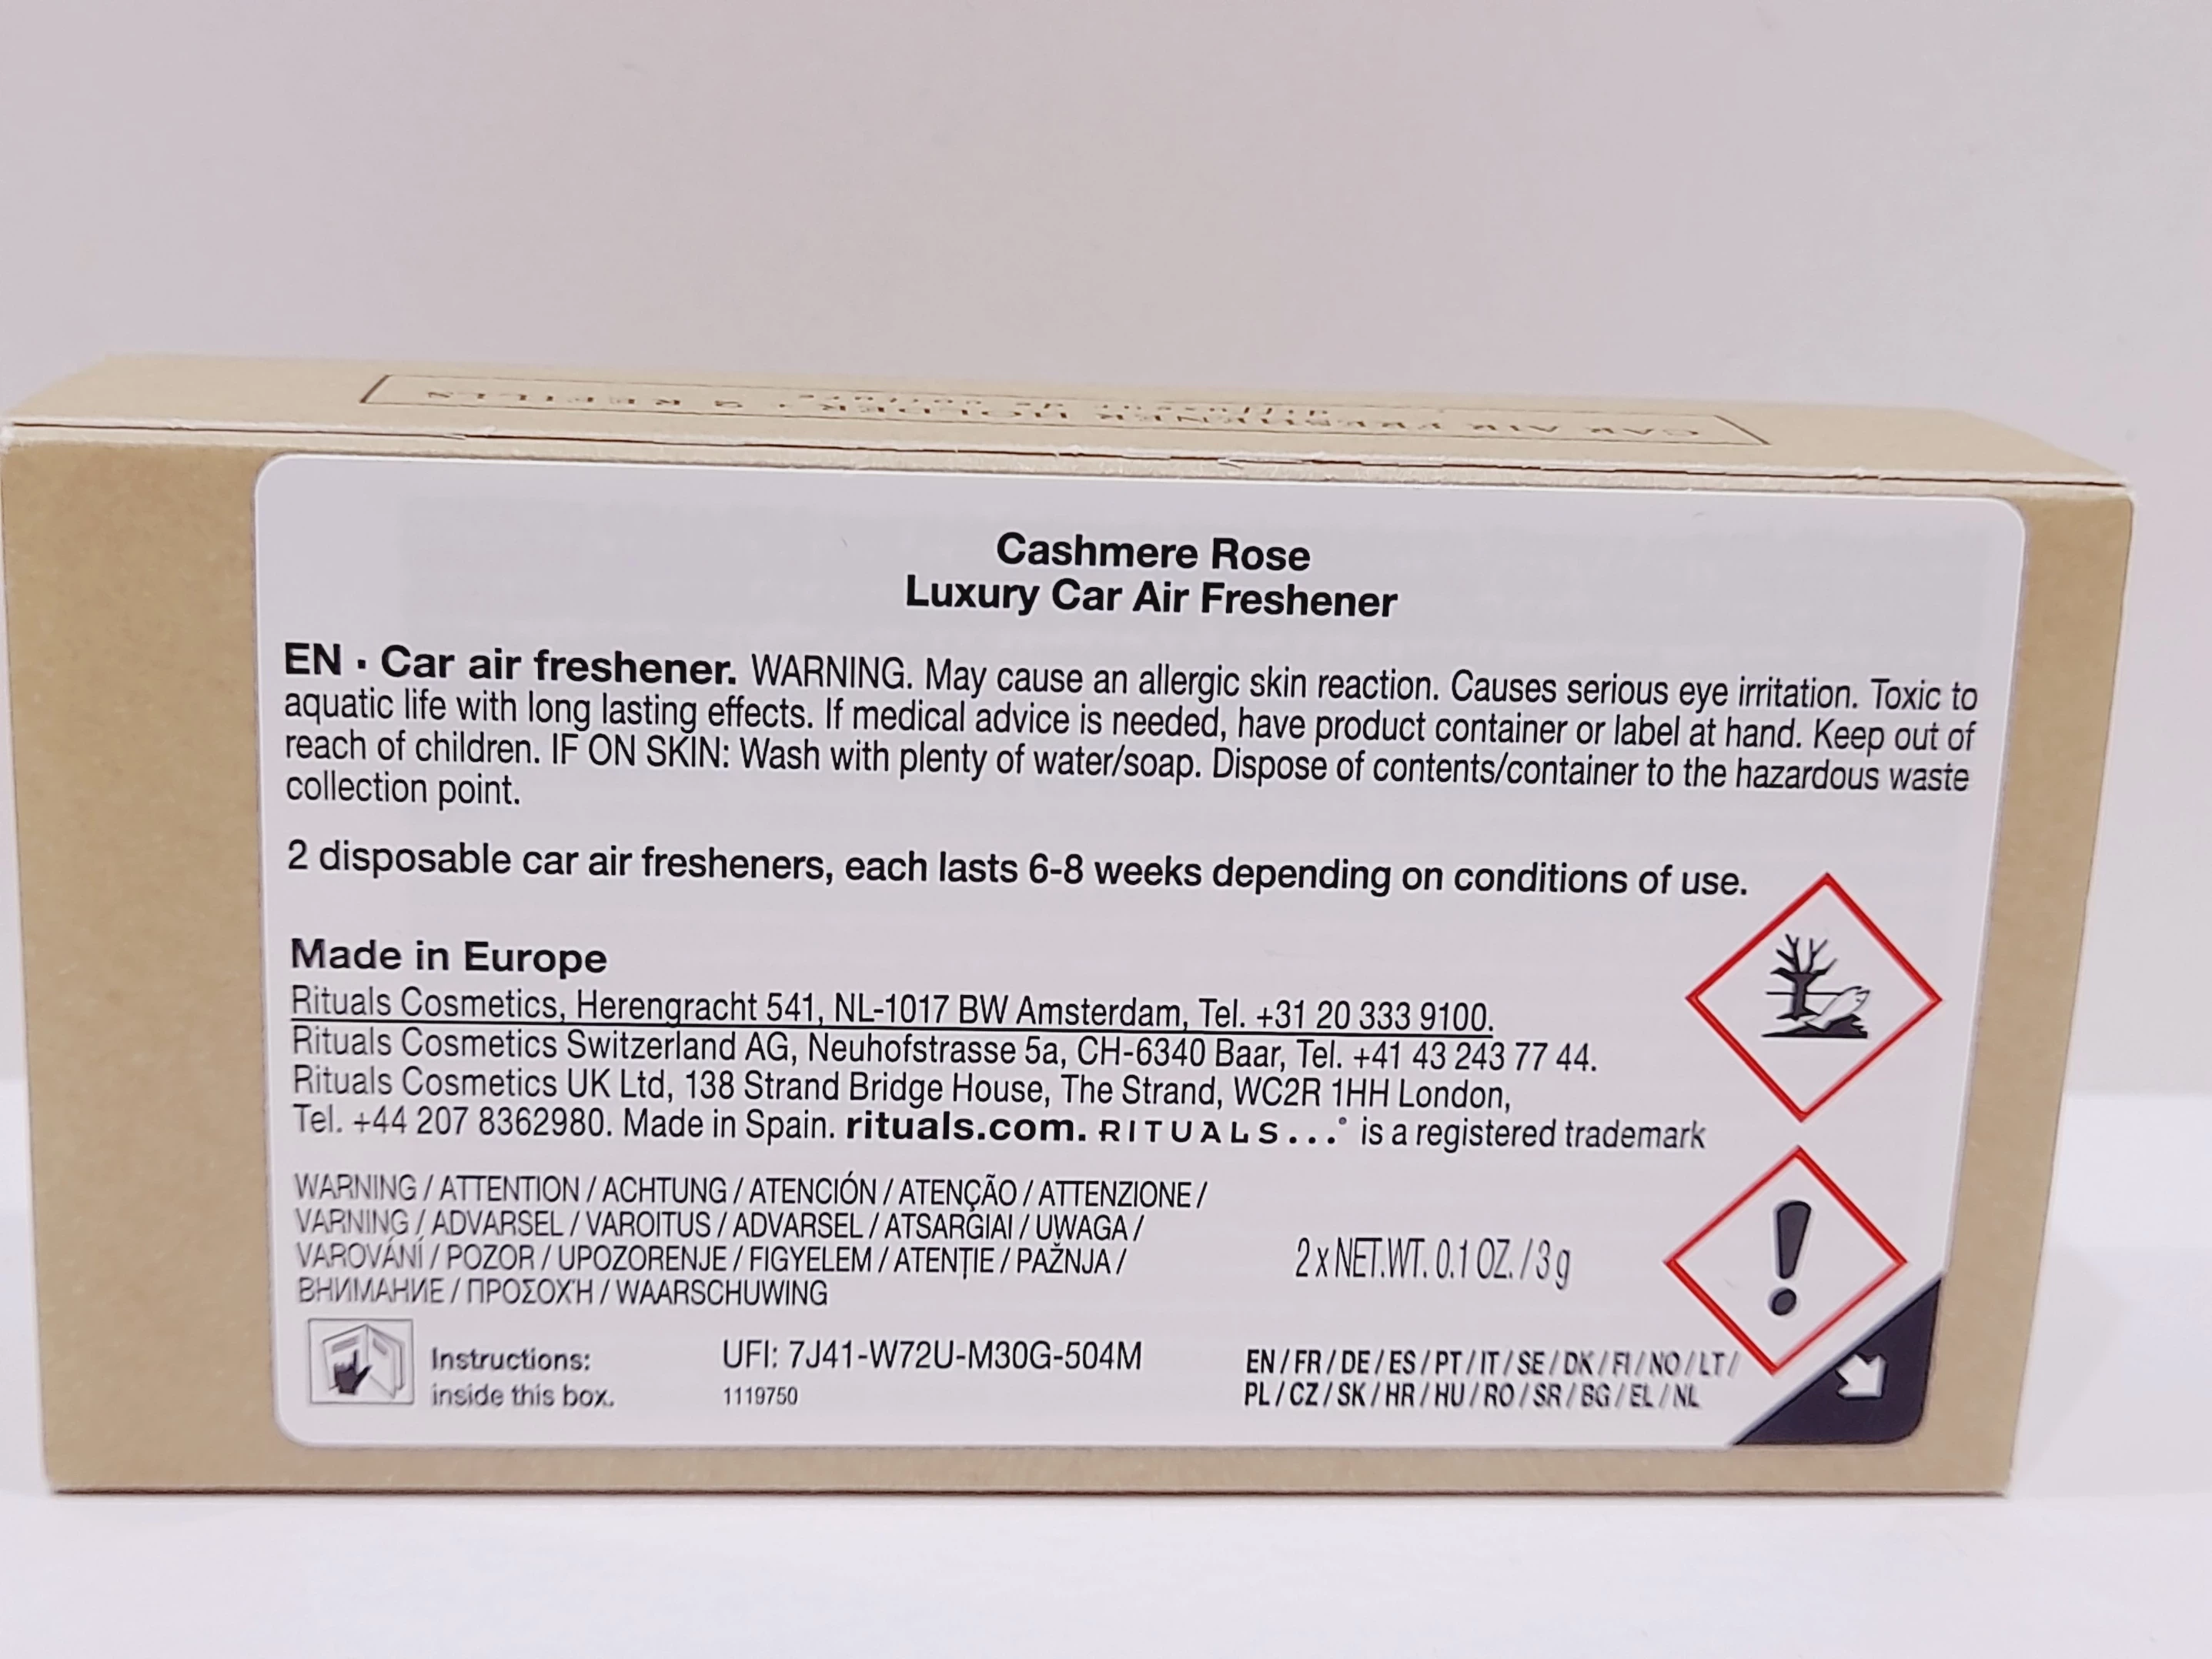 CAR AIR FRESHENER HOLDER + 2 REFILLS
diffuseur de voiture
Cashmere Rose
Luxury Car Air Freshener
EN · Car air freshener. WARNING. May cause an allergic skin reaction. Causes serious eye irritation. Toxic to
aquatic life with long lasting effects. If medical advice is needed, have product container or label at hand. Keep out of
reach of children. IF ON SKIN: Wash with plenty of water/soap. Dispose of contents/container to the hazardous waste
collection point.
2 disposable car air fresheners, each lasts 6-8 weeks depending on conditions of use.
Made in Europe
Rituals Cosmetics, Herengracht 541, NL-1017 BW Amsterdam, Tel. +31 20 333 9100.
Rituals Cosmetics Switzerland AG, Neuhofstrasse 5a, CH-6340 Baar, Tel. +41 43 243 77 44.
Rituals Cosmetics UK Ltd, 138 Strand Bridge House, The Strand, WC2R 1HH London,
Tel. +44 207 8362980. Made in Spain. rituals.com. RITUALS...® is a registered trademark
WARNING / ATTENTION / ACHTUNG / ATENCIÓN / ATENÇÃO / ATTENZIONE /
VARNING / ADVARSEL / VAROITUS / ADVARSEL / ATSARGIAI / UWAGA /
VAROVÁNÍ / POZOR / UPOZORENJE / FIGYELEM / ATENȚIE / PAŽNJA /
ВНИМАНИЕ / ΠΡΟΣΟΧΉ / WAARSCHUWING
2 x NET.WT. 0.1 OZ. / 3 g
Instructions:
inside this box.
UFI: 7J41-W72U-M30G-504M
1119750
EN / FR / DE / ES / PT / IT / SE / DK / FI / NO / LT /
PL / CZ / SK / HR / HU / RO / SR / BG / EL / NL